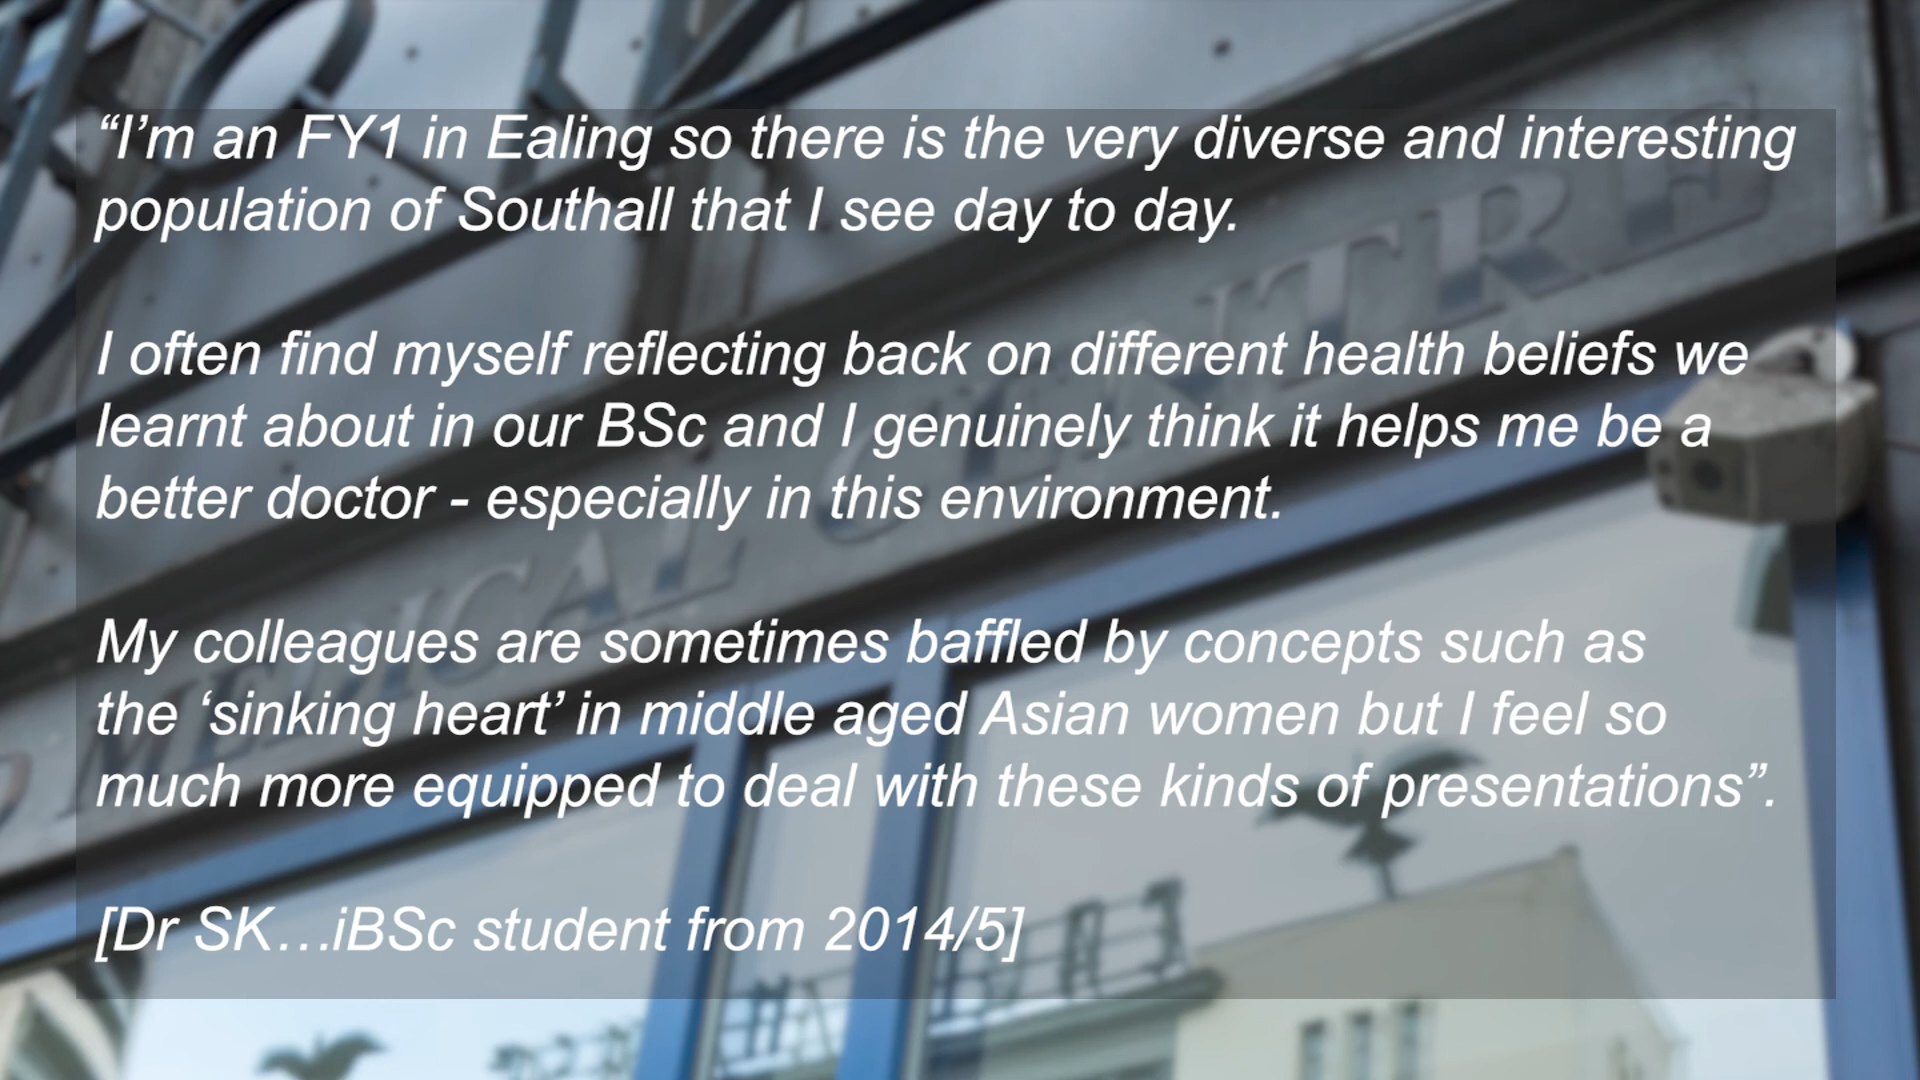 “I’m an FY1 in Ealing so there is the very diverse and interesting
population of Southall that I see day to day.
I often find myself reflecting back on different health beliefs we
learnt about in our BSc and I genuinely think it helps me be a
better doctor - especially in this environment.
My colleagues are sometimes baffled by concepts such as
the ‘sinking heart’ in middle aged Asian women but I feel so
much more equipped to deal with these kinds of presentations”.
[Dr SK…iBSc student from 2014/5]
MEDICAL CENTRE